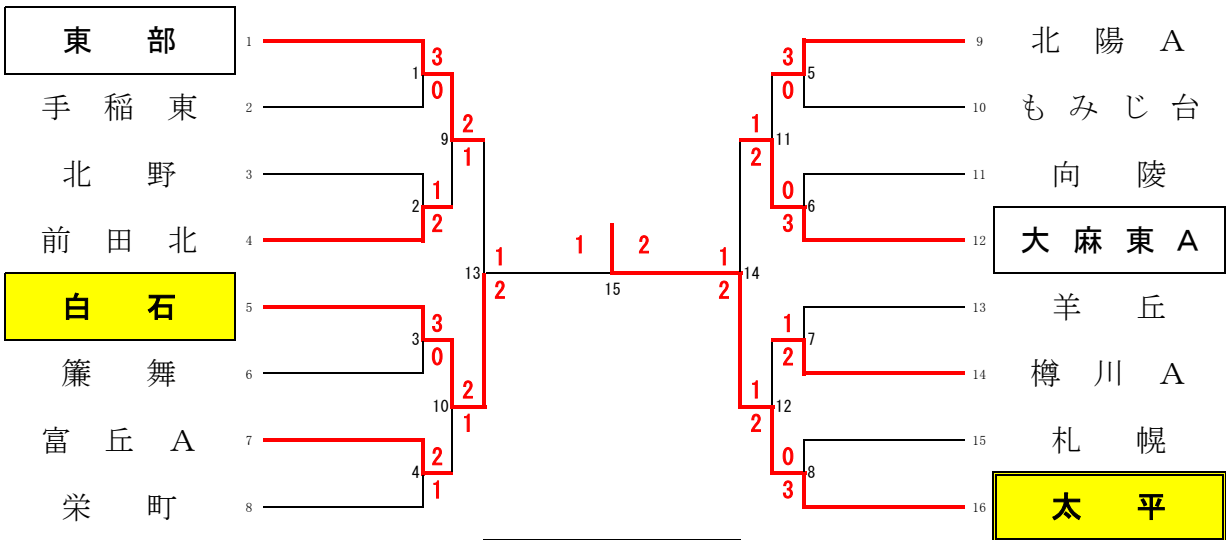 東 部 1 3 3 9 北 陽 A
1 5
手 稲 東 2 0 0 10 も み じ 台
9 2 1 11
北 野 3 1 1 2 0 11 向 陵
2 6
前 田 北 4 2 3 12 大 麻 東 A
13 1 1 2 1 14
白 石 5 3 2 15 2 1 13 羊 丘
3 7
簾 舞 6 0 2 14 樽 川 A
10 2 1 12
富 丘 A 7 2 1 2 0 15 札 幌
4 8
栄 町 8 1 3 16 太 平